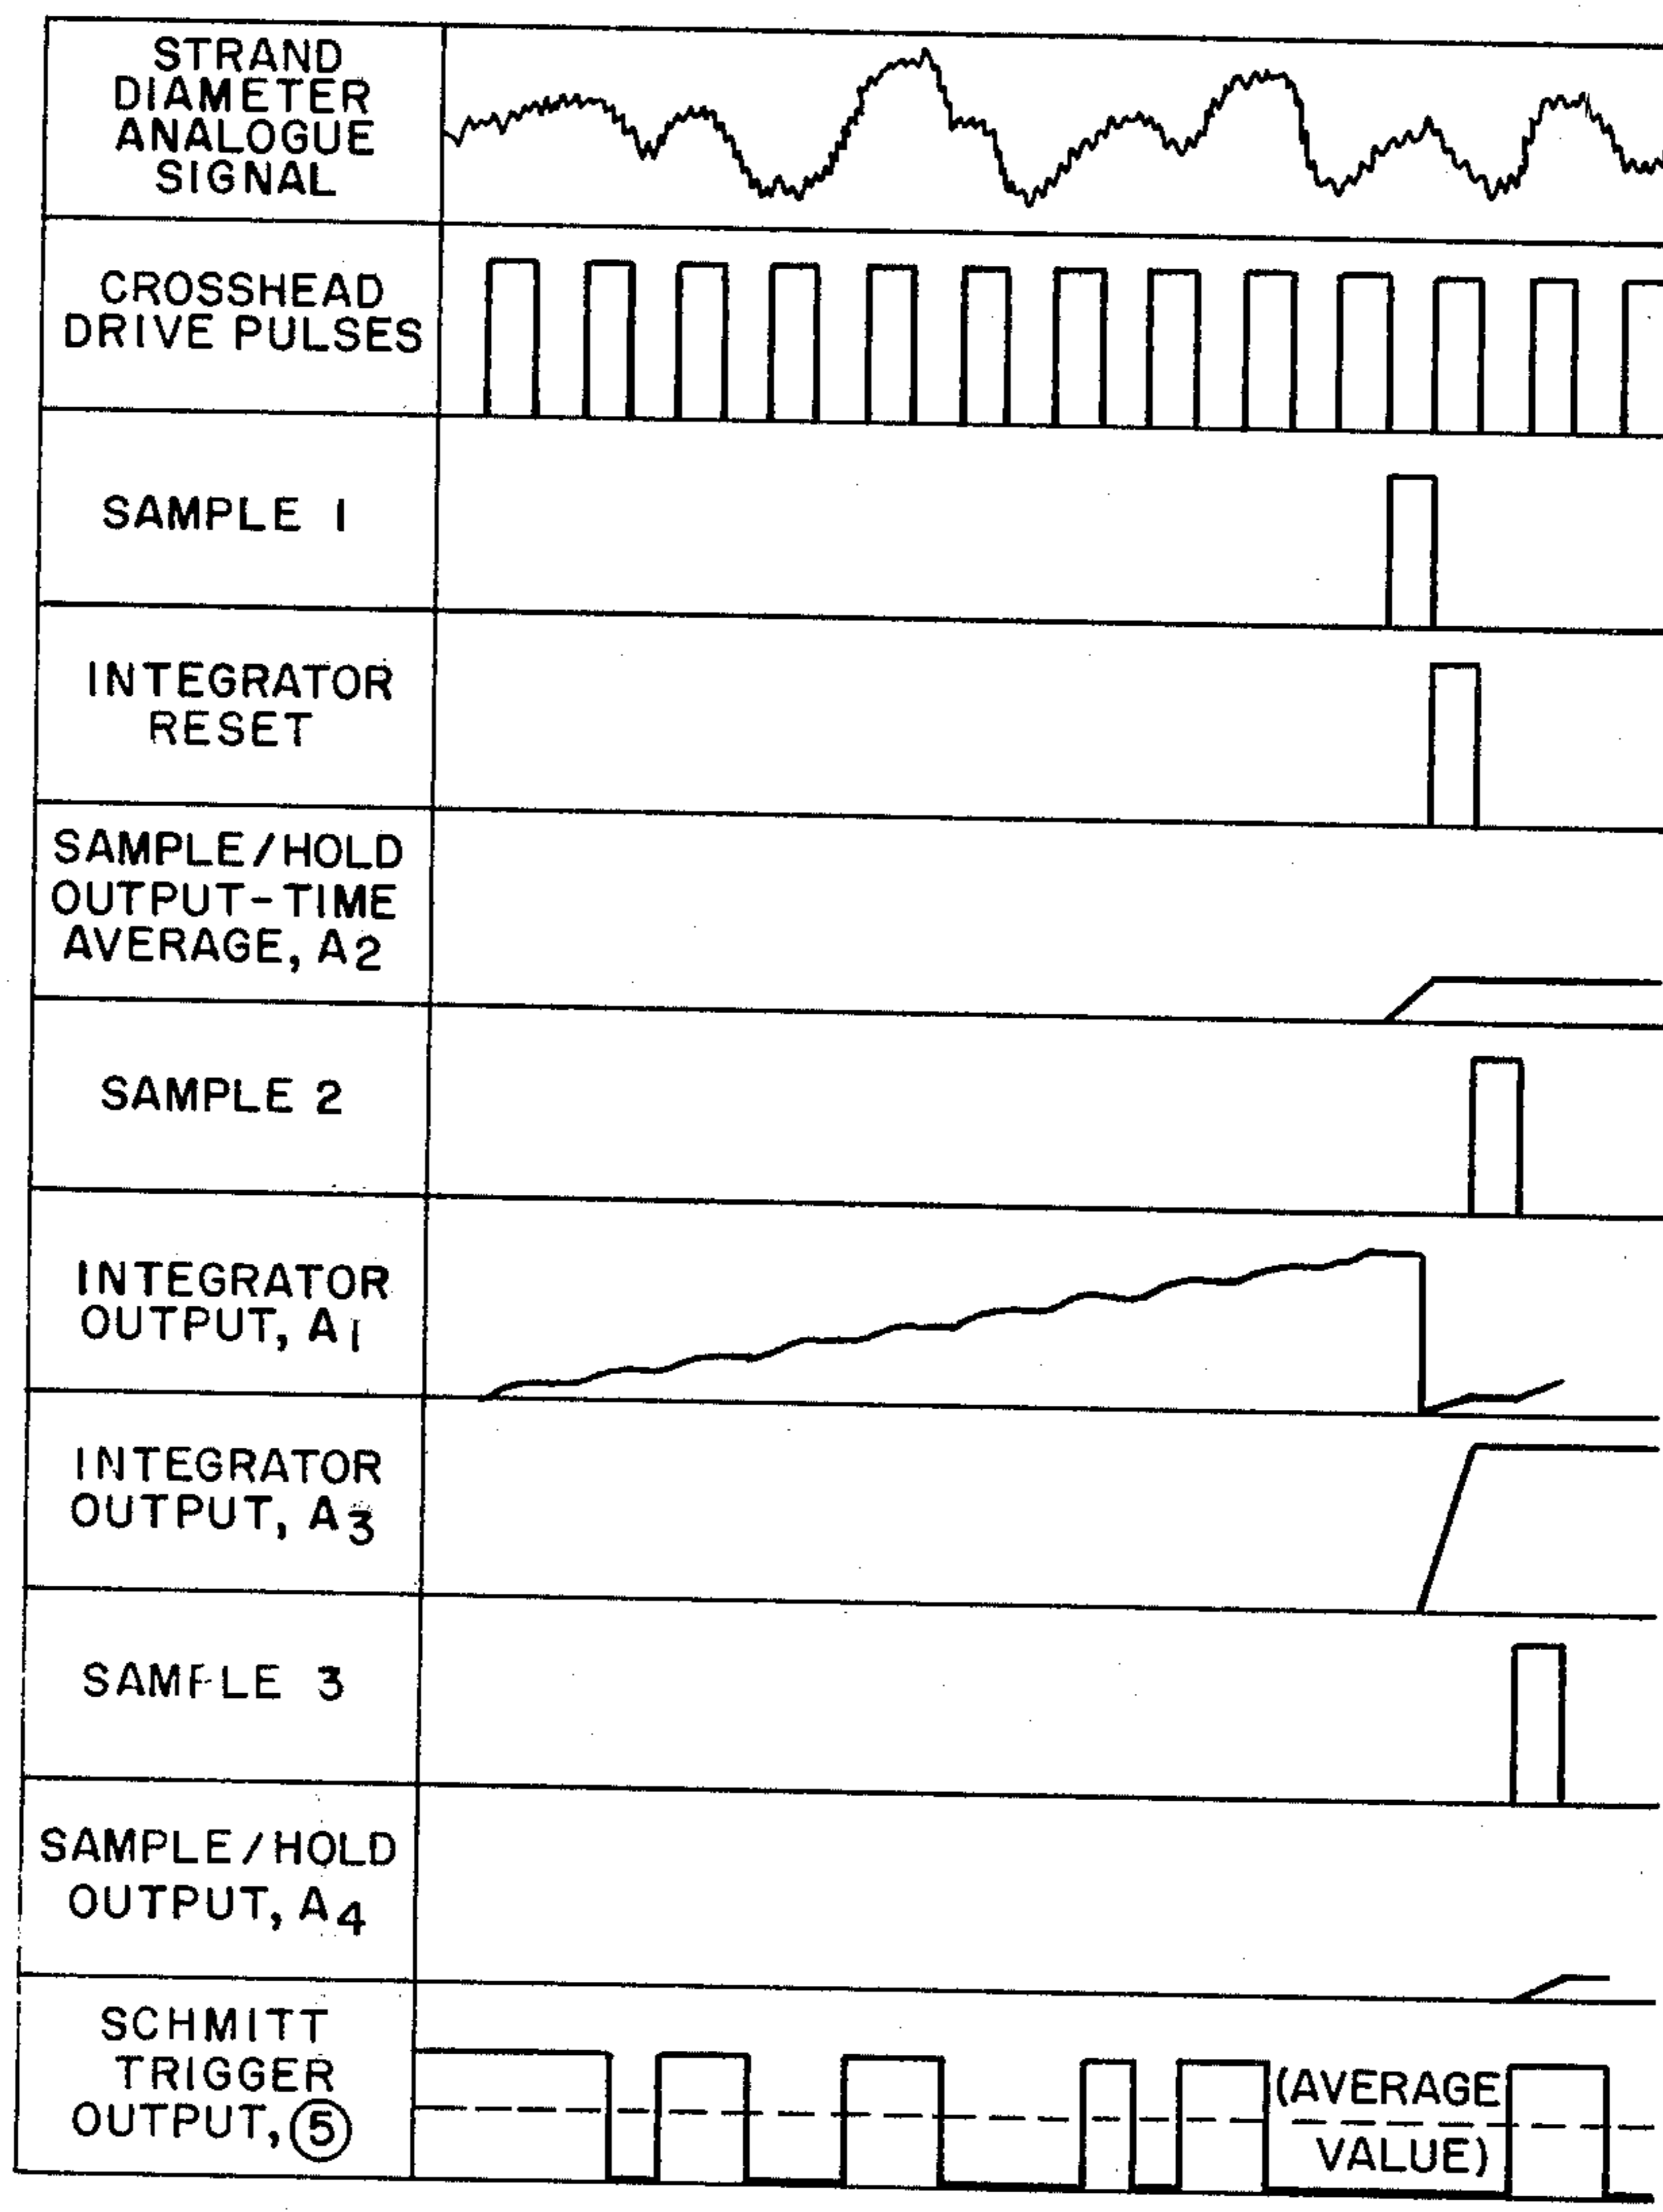 STRAND
DIAMETER
ANALOGUE
SIGNAL
CROSSHEAD
DRIVE PULSES
SAMPLE 1
INTEGRATOR
RESET
SAMPLE/HOLD
OUTPUT-TIME
AVERAGE, A2
SAMPLE 2
INTEGRATOR
OUTPUT, A1
INTEGRATOR
OUTPUT, A3
SAMPLE 3
SAMPLE/HOLD
OUTPUT, A4
SCHMITT
TRIGGER
OUTPUT, 5
(AVERAGE
VALUE)